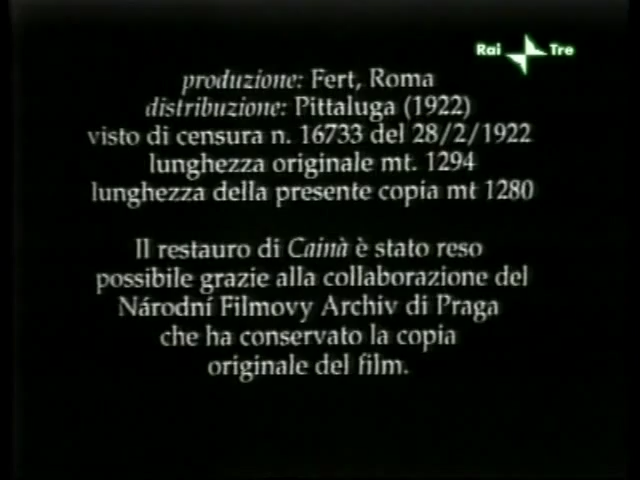 Rai Tre
produzione: Fert, Roma
distribuzione: Pittaluga (1922)
visto di censura n. 16733 del 28/2/1922
lunghezza originale mt. 1294
lunghezza della presente copia mt 1280
Il restauro di Cainà è stato reso
possibile grazie alla collaborazione del
Národní Filmovy Archiv di Praga
che ha conservato la copia
originale del film.